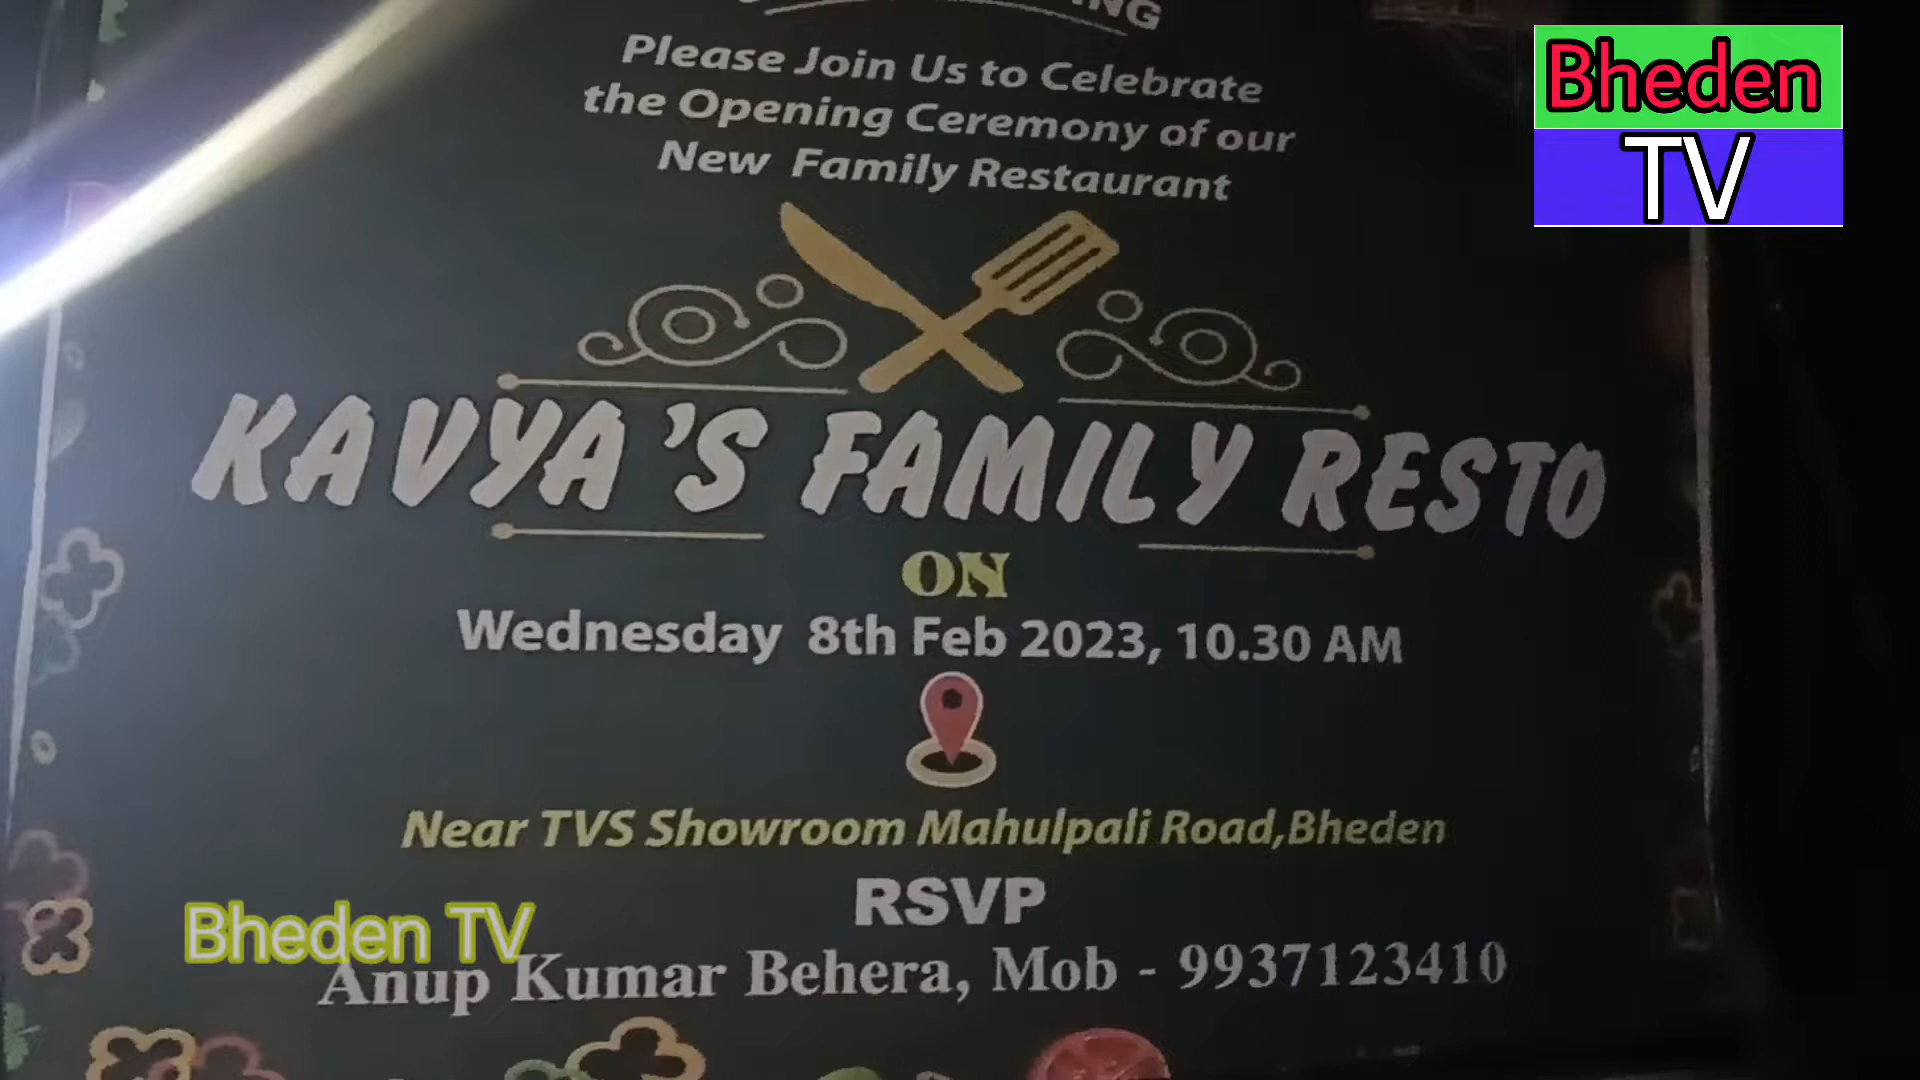 Please Join Us to Celebrate
the Opening Ceremony of our
New Family Restaurant
KAVYA'S FAMILY RESTO
ON
Wednesday 8th Feb 2023, 10.30 AM
Near TVS Showroom Mahulpali Road,Bheden
RSVP
Anup Kumar Behera, Mob - 9937123410
Bheden TV
Bheden
TV